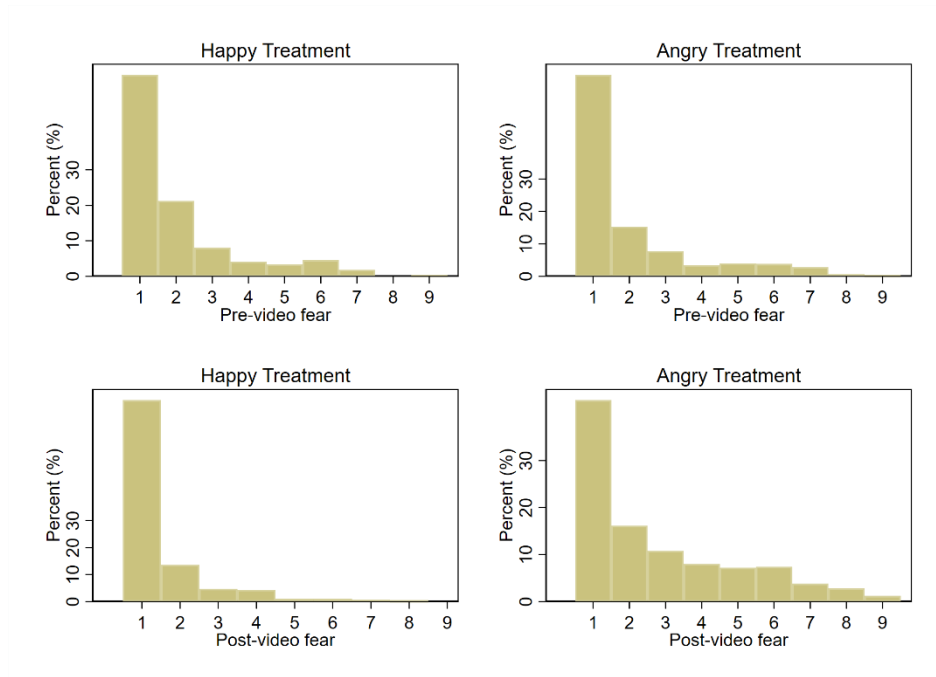 Happy Treatment
Percent (%)
0 10 20 30
1 2 3 4 5 6 7 8 9
Pre-video fear
Angry Treatment
Percent (%)
0 10 20 30
1 2 3 4 5 6 7 8 9
Pre-video fear
Happy Treatment
Percent (%)
0 10 20 30
1 2 3 4 5 6 7 8 9
Post-video fear
Angry Treatment
Percent (%)
0 10 20 30
1 2 3 4 5 6 7 8 9
Post-video fear